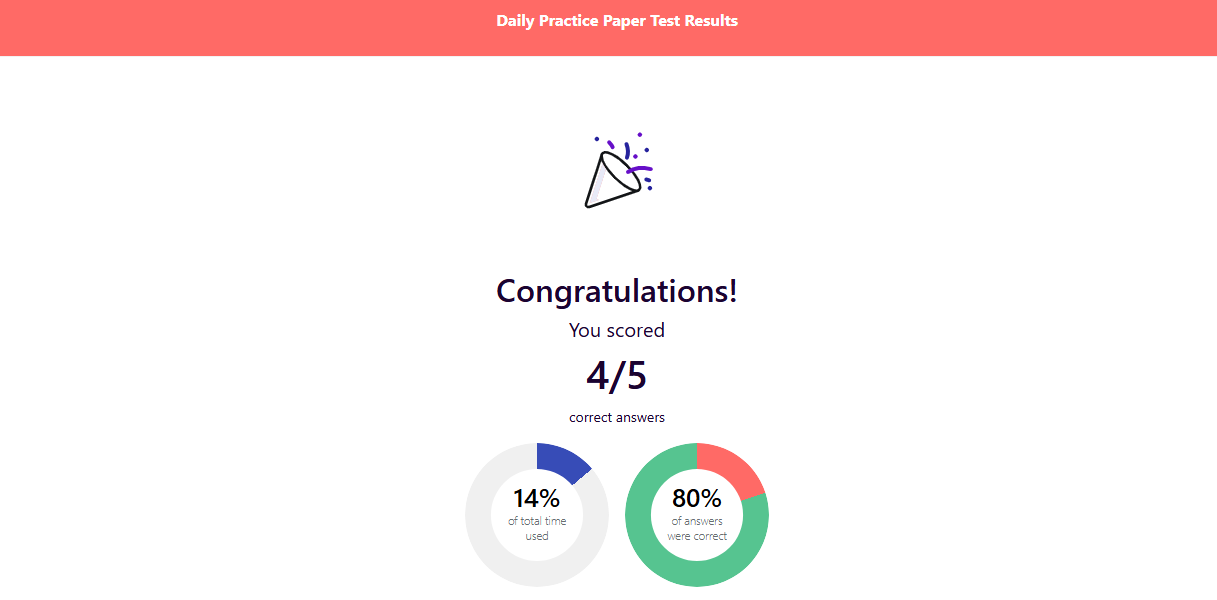 Daily Practice Paper Test Results
Congratulations!
You scored
4/5
correct answers
14%
of total time
used
80%
of answers
were correct